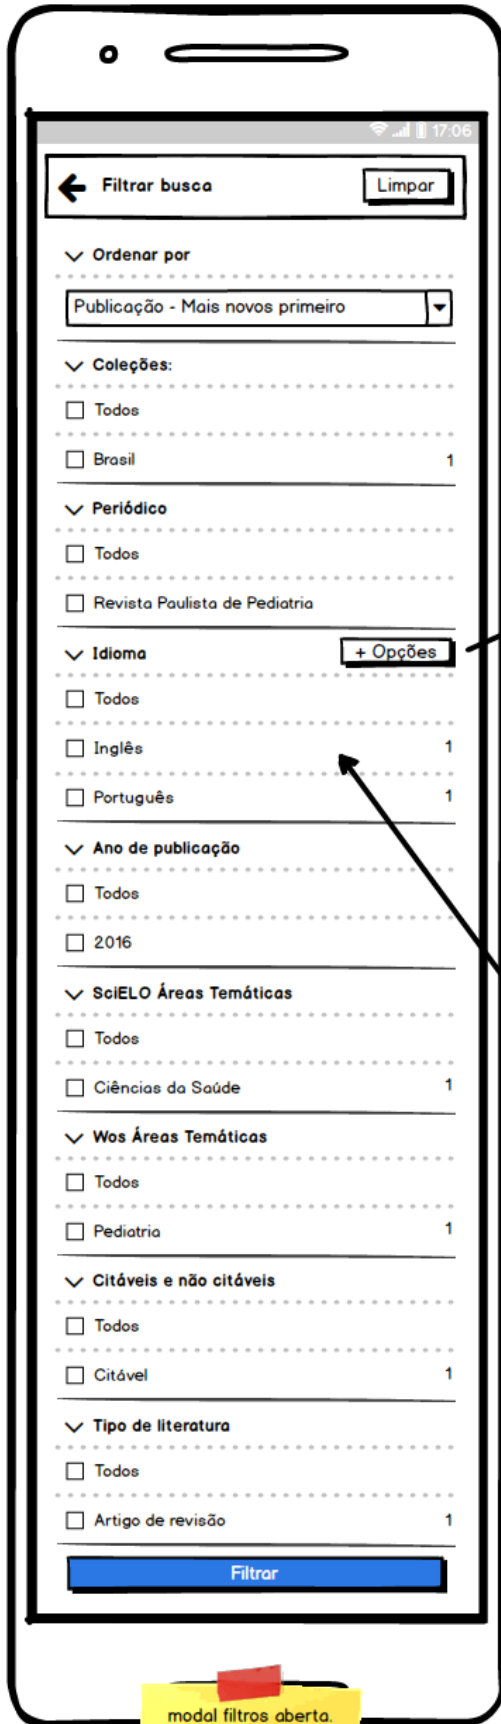 17:06
Filtrar busca Limpar
Ordenar por
Publicação - Mais novos primeiro
Coleções:
Todos
Brasil 1
Periódico
Todos
Revista Paulista de Pediatria
Idioma + Opções
Todos
Inglês 1
Português 1
Ano de publicação
Todos
2016
SciELO Áreas Temáticas
Todos
Ciências da Saúde 1
Wos Áreas Temáticas
Todos
Pediatria 1
Citáveis e não citáveis
Todos
Citável 1
Tipo de literatura
Todos
Artigo de revisão 1
Filtrar
modal filtros aberta.